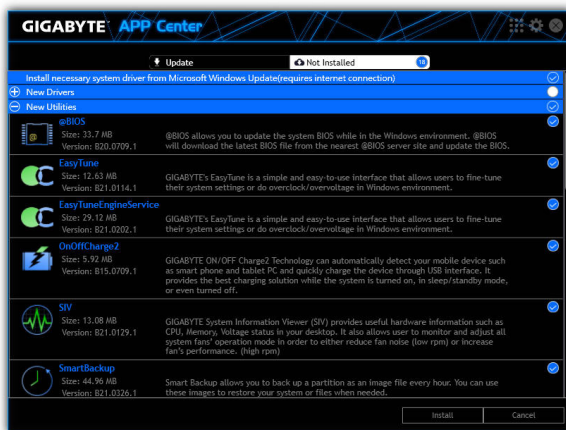 GIGABYTE APP Center
Update
Not Installed 18
Install necessary system driver from Microsoft Windows Update(requires internet connection)
New Drivers
New Utilities
@BIOS
Size: 33.7 MB
Version: B20.0709.1
@BIOS allows you to update the system BIOS while in the Windows environment. @BIOS
will download the latest BIOS file from the nearest @BIOS server site and update the BIOS.
EasyTune
Size: 12.63 MB
Version: B21.0114.1
GIGABYTE's EasyTune is a simple and easy-to-use interface that allows users to fine-tune
their system settings or do overclock/overvoltage in Windows environment.
EasyTuneEngineService
Size: 29.12 MB
Version: B21.0202.1
GIGABYTE's EasyTune is a simple and easy-to-use interface that allows users to fine-tune
their system settings or do overclock/overvoltage in Windows environment.
OnOffCharge2
Size: 5.92 MB
Version: B15.0709.1
GIGABYTE ON/OFF Charge2 Technology can automatically detect your mobile device such
as smart phone and tablet PC and quickly charge the device through USB interface. It
provides the best charging solution while the system is turned on, in sleep/standby mode,
or even turned off.
SIV
Size: 13.08 MB
Version: B21.0129.1
GIGABYTE System Information Viewer (SIV) provides useful hardware information such as
CPU, Memory, Voltage status in your desktop. It also allows user to monitor and adjust all
system fans' operation mode in order to either reduce fan noise (low rpm) or increase
fan's performance. (high rpm)
SmartBackup
Size: 44.96 MB
Version: B21.0326.1
Smart Backup allows you to back up a partition as an image file every hour. You can use
these images to restore your system or files when needed.
Install
Cancel